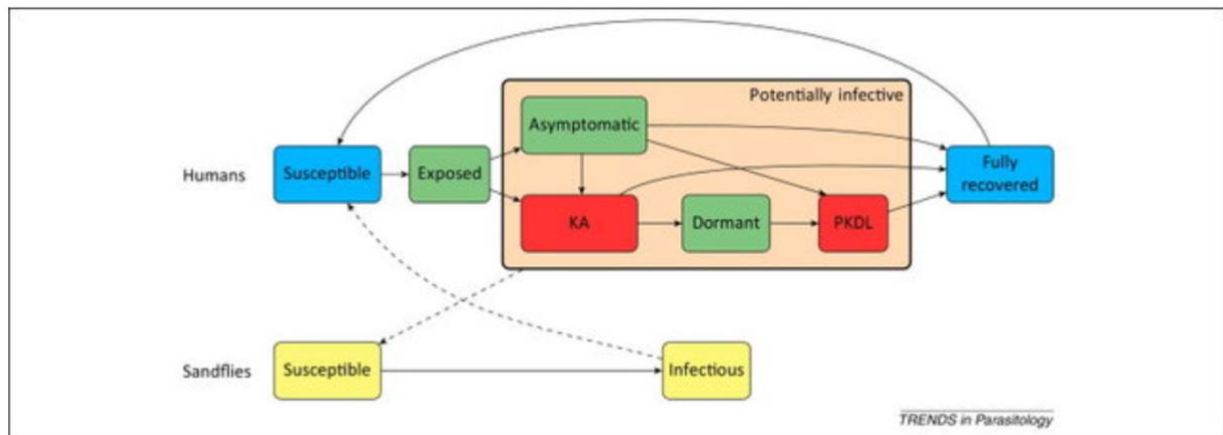 Potentially infective
Asymptomatic
Humans
Susceptible
Exposed
Fully
recovered
KA
Dormant
PKDL
Sandflies
Susceptible
Infectious
TRENDS in Parasitology